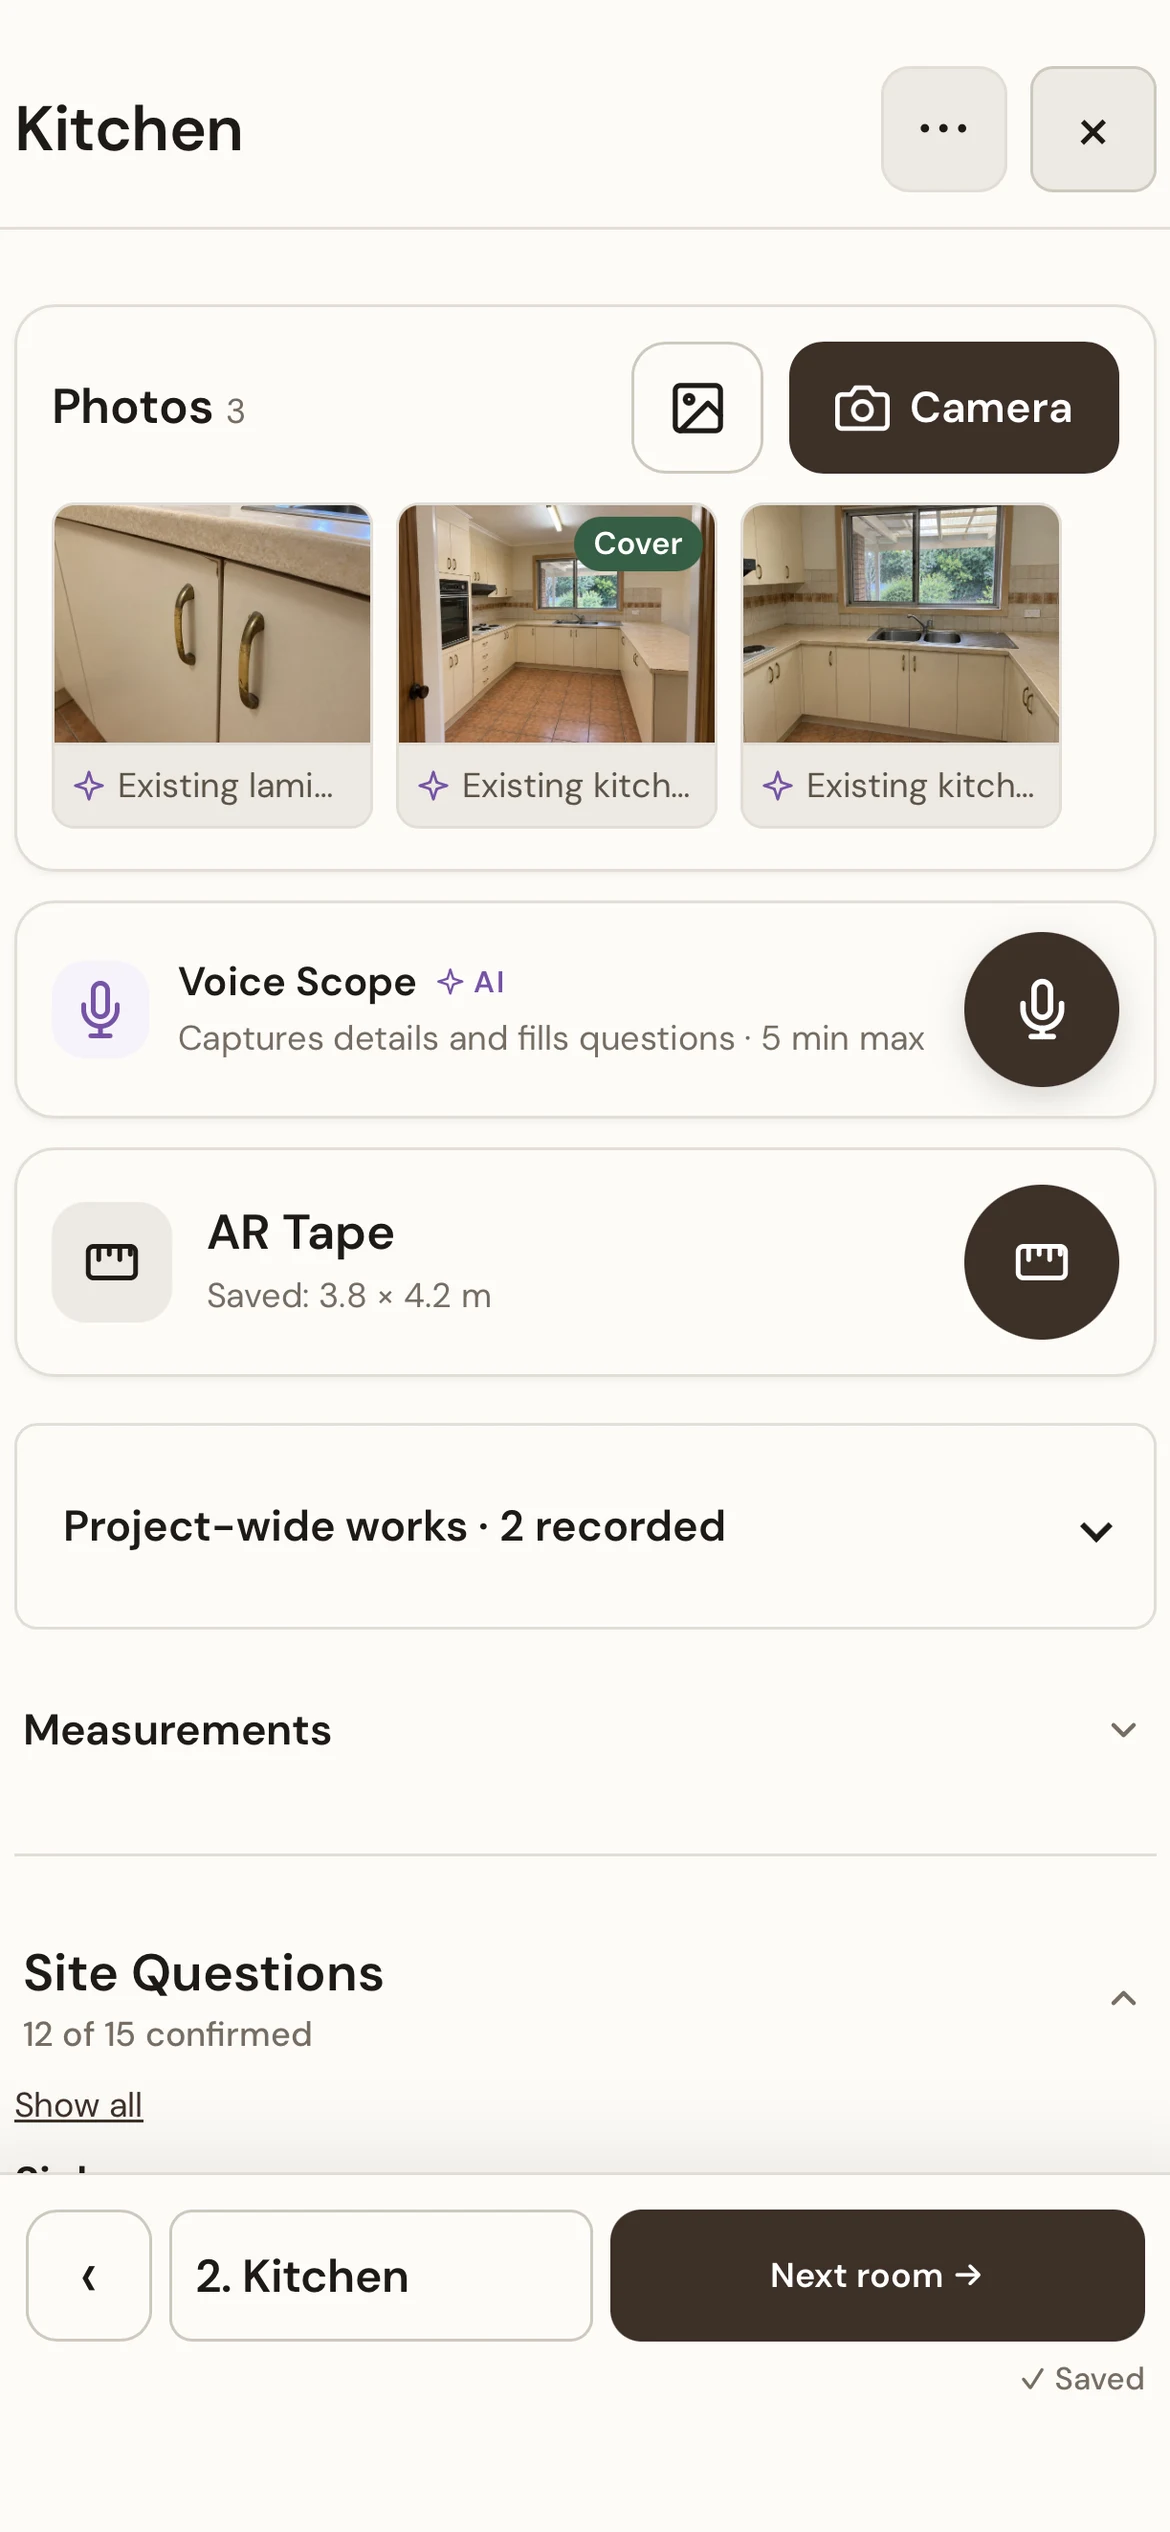 Kitchen
Photos 3
Camera
Cover
Existing lami...
Existing kitch...
Existing kitch...
Voice Scope AI
Captures details and fills questions · 5 min max
AR Tape
Saved: 3.8 × 4.2 m
Project-wide works · 2 recorded
Measurements
Site Questions
12 of 15 confirmed
Show all
2. Kitchen
Next room →
✓ Saved